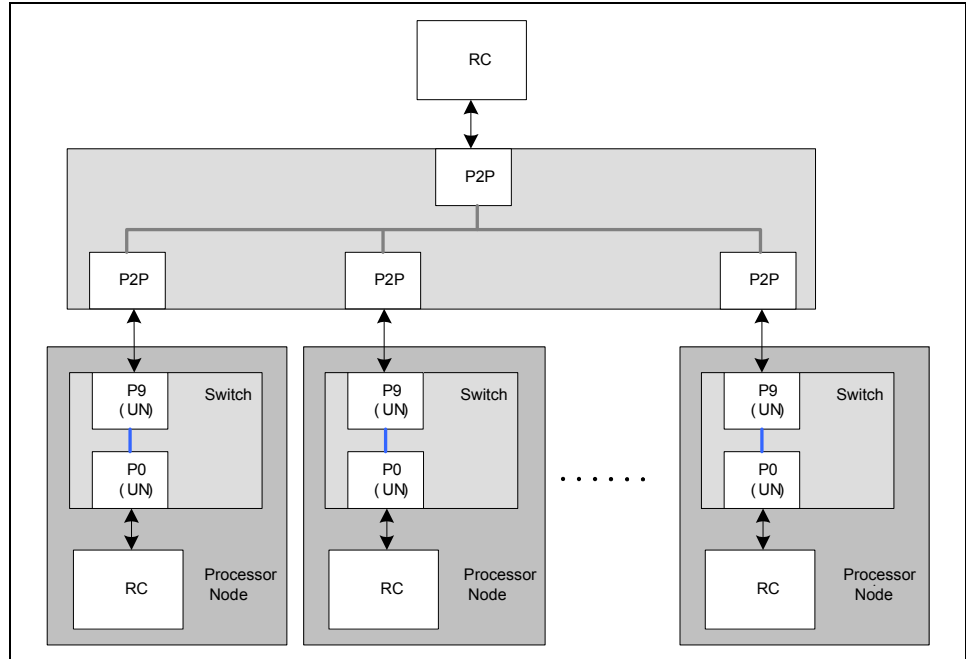 RC
P2P
P2P
P2P
P2P
P9
( UN)
Switch
P0
( UN)
RC
Processor
Node
P9
( UN)
Switch
P0
( UN)
RC
Processor
Node
. . . . . .
P9
( UN)
Switch
P0
( UN)
RC
Processor
Node